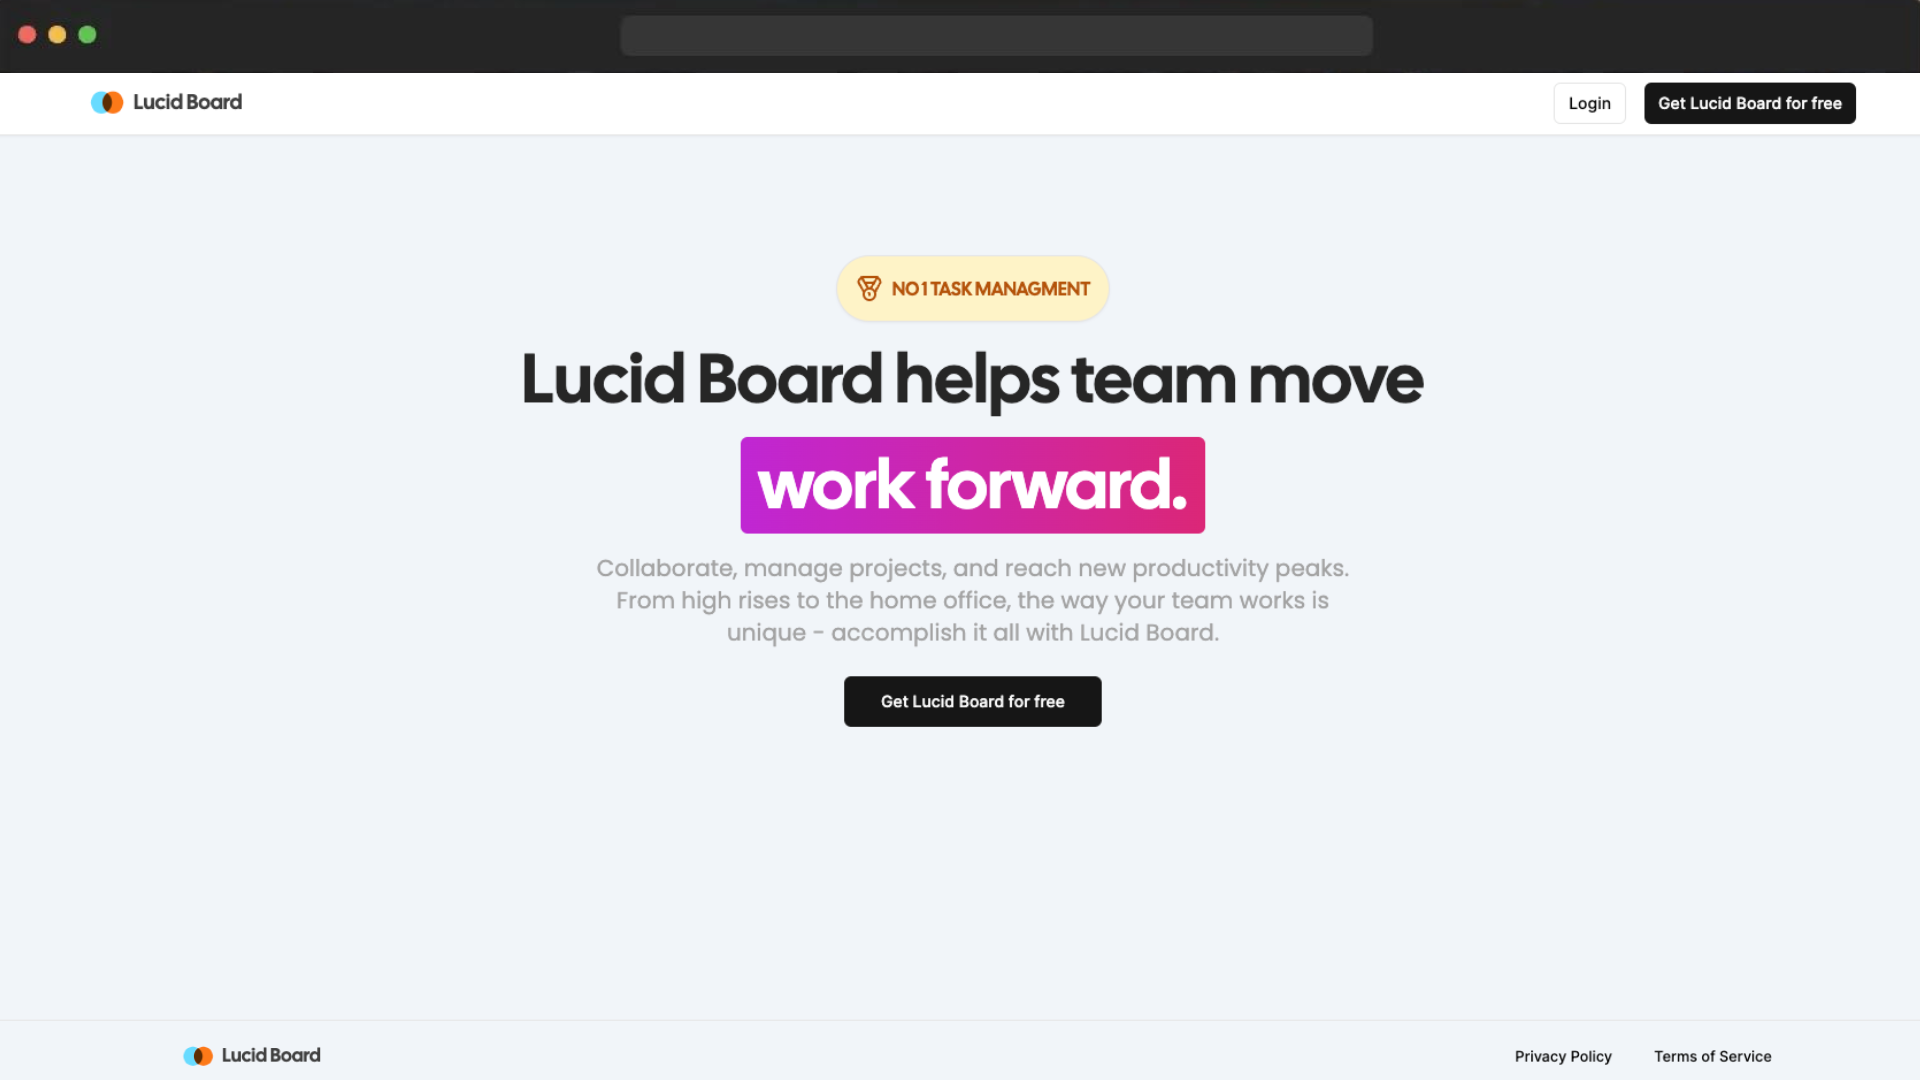 Lucid Board
Login
Get Lucid Board for free
NO 1 TASK MANAGMENT
Lucid Board helps team move
work forward.
Collaborate, manage projects, and reach new productivity peaks.
From high rises to the home office, the way your team works is
unique - accomplish it all with Lucid Board.
Get Lucid Board for free
Lucid Board
Privacy Policy
Terms of Service